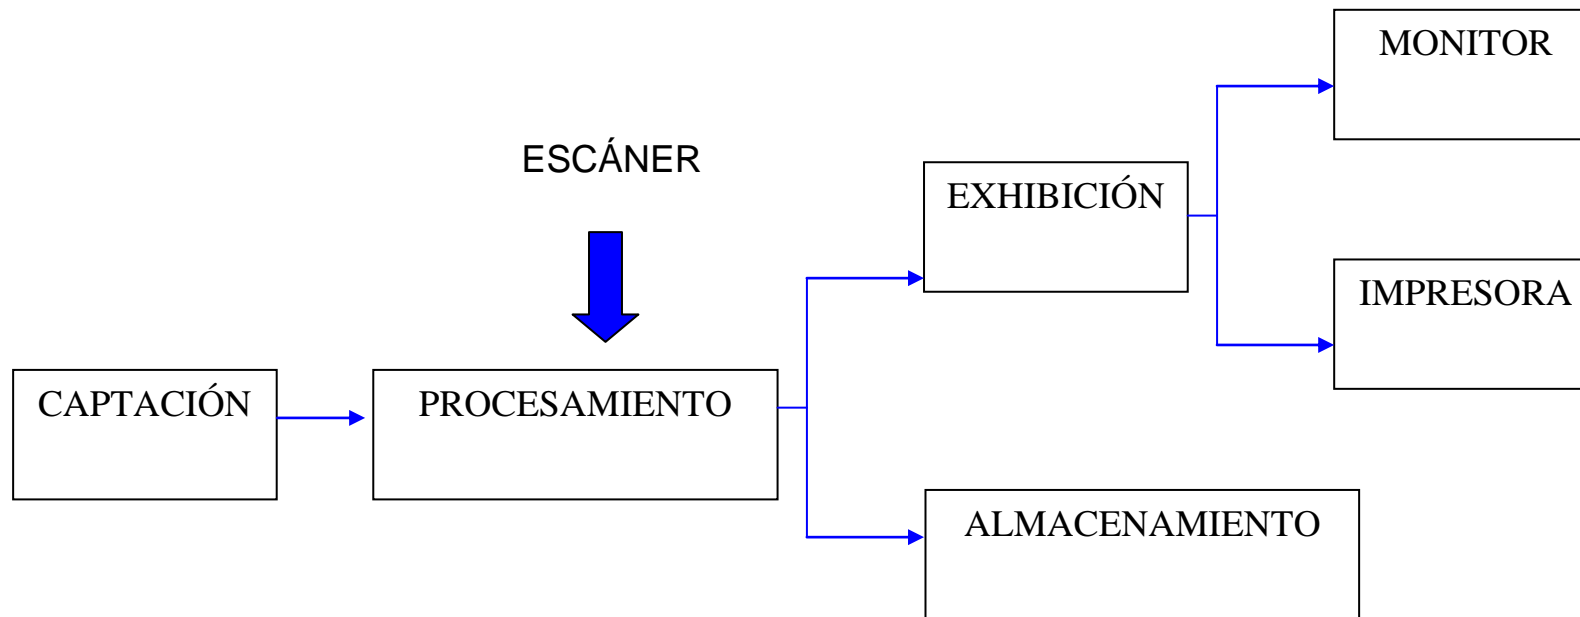 MONITOR
ESCÁNER
EXHIBICIÓN
IMPRESORA
CAPTACIÓN
PROCESAMIENTO
ALMACENAMIENTO